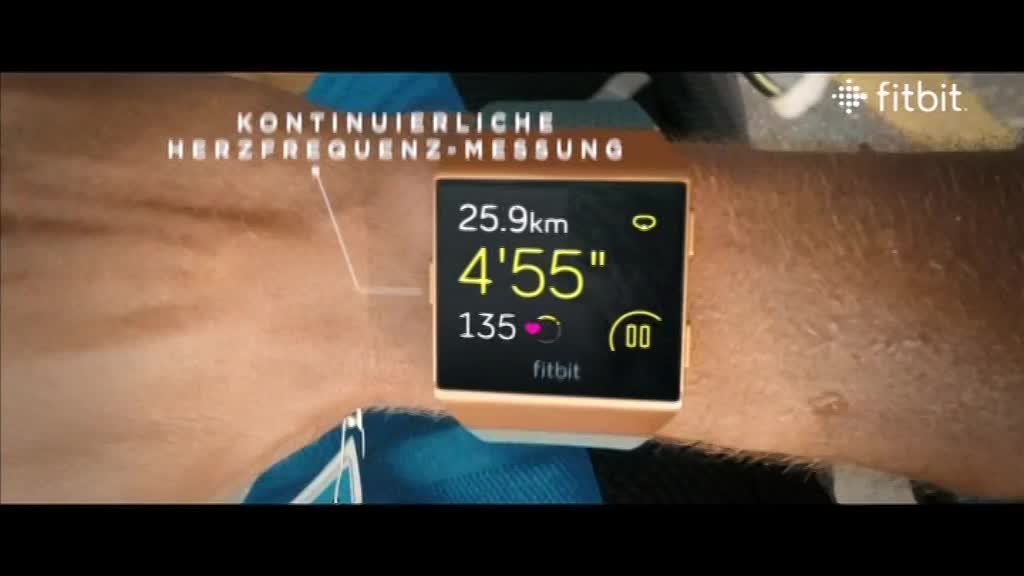 fitbit.
KONTINUIERLICHE
HERZFREQUENZ-MESSUNG
25.9km
4'55"
135
fitbit